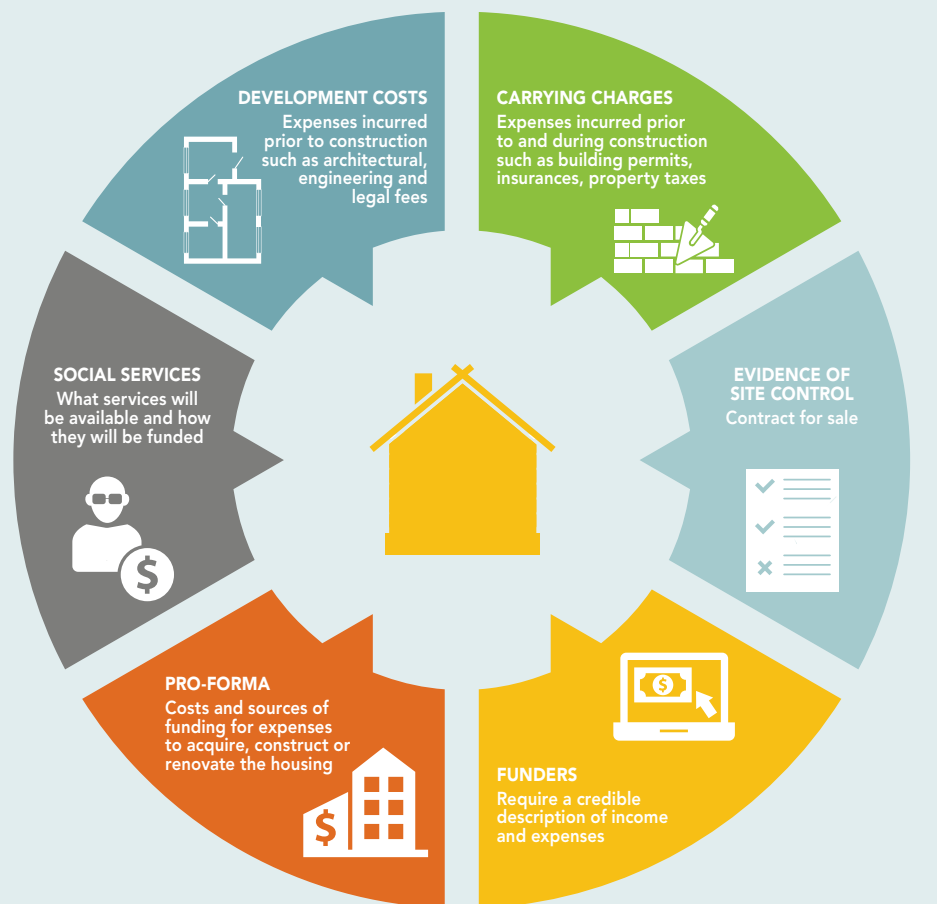 DEVELOPMENT COSTS
Expenses incurred
prior to construction
such as architectural,
engineering and
legal fees
CARRYING CHARGES
Expenses incurred prior
to and during construction
such as building permits,
insurances, property taxes
SOCIAL SERVICES
What services will
be available and how
they will be funded
$
EVIDENCE OF
SITE CONTROL
Contract for sale
PRO-FORMA
Costs and sources of
funding for expenses
to acquire, construct or
renovate the housing
$
$
FUNDERS
Require a credible
description of income
and expenses